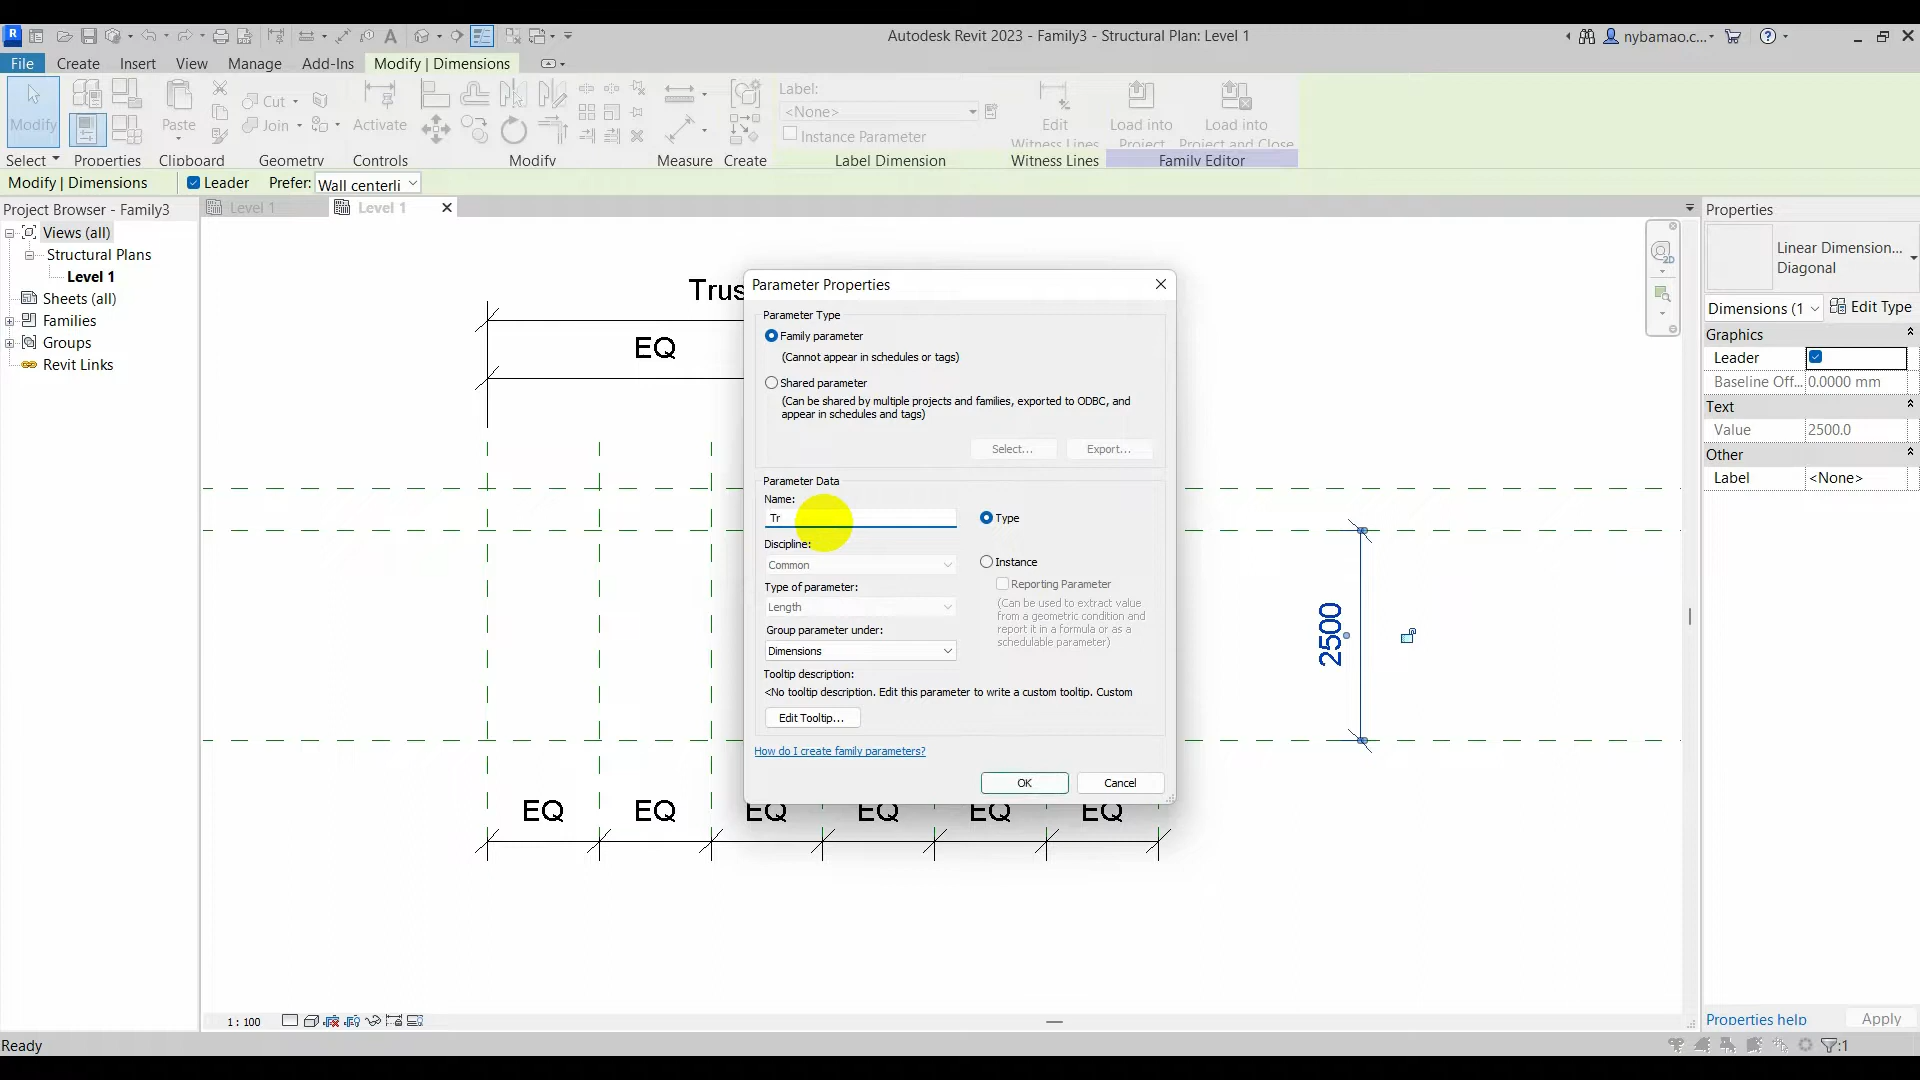 Autodesk Revit 2023 - Family3 - Structural Plan: Level 1
nybamao.c...
File
Create
Insert
View
Manage
Add-Ins
Modify | Dimensions
Modify
Paste
Cut
Join
Activate
Label:
<None>
Instance Parameter
Edit
Witness Lines
Load into
Project
Load into
Project and Close
Select
Properties
Clipboard
Geometry
Controls
Modify
Measure
Create
Label Dimension
Witness Lines
Family Editor
Modify | Dimensions
Leader
Prefer:
Wall centerli
Project Browser - Family3
Views (all)
Structural Plans
Level 1
Sheets (all)
Families
Groups
Revit Links
Level 1
Level 1
Trus
EQ
Parameter Properties
Parameter Type
Family parameter
(Cannot appear in schedules or tags)
Shared parameter
(Can be shared by multiple projects and families, exported to ODBC, and
appear in schedules and tags)
Select...
Export...
Parameter Data
Name:
Tr
Type
Discipline:
Common
Instance
Type of parameter:
Reporting Parameter
Length
(Can be used to extract value
from a geometric condition and
report it in a formula or as a
schedulable parameter)
Group parameter under:
Dimensions
Tooltip description:
<No tooltip description. Edit this parameter to write a custom tooltip. Custom
Edit Tooltip...
How do I create family parameters?
OK
Cancel
2500
EQ
EQ
EQ
EQ
EQ
EQ
Properties
Linear Dimension...
Diagonal
Dimensions (1
Edit Type
Graphics
Leader
Baseline Off...
0.0000 mm
Text
Value
2500.0
Other
Label
<None>
Properties help
Apply
1 : 100
Ready
:1